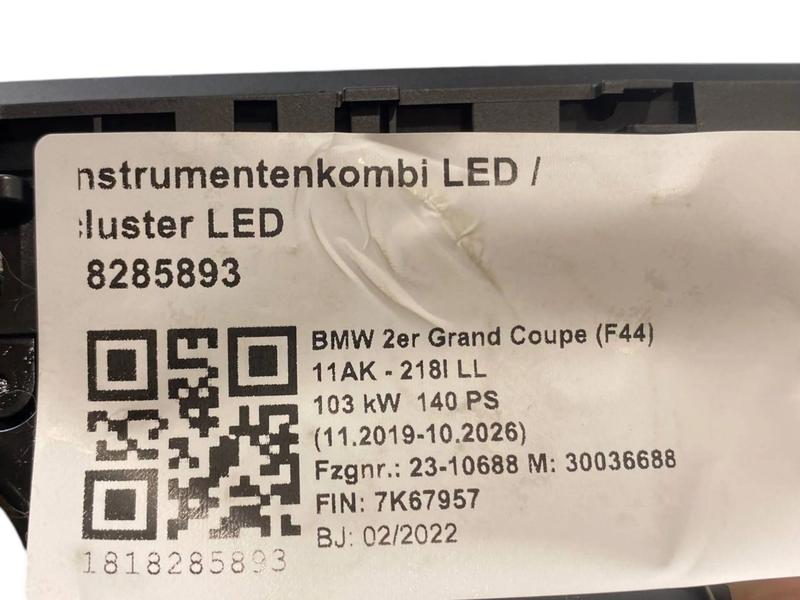 nstrumentenkombi LED /
luster LED
8285893
BMW 2er Grand Coupe (F44)
11AK - 218I LL
103 kW 140 PS
(11.2019-10.2026)
Fzgnr.: 23-10688 M: 30036688
FIN: 7K67957
BJ: 02/2022
1818285893